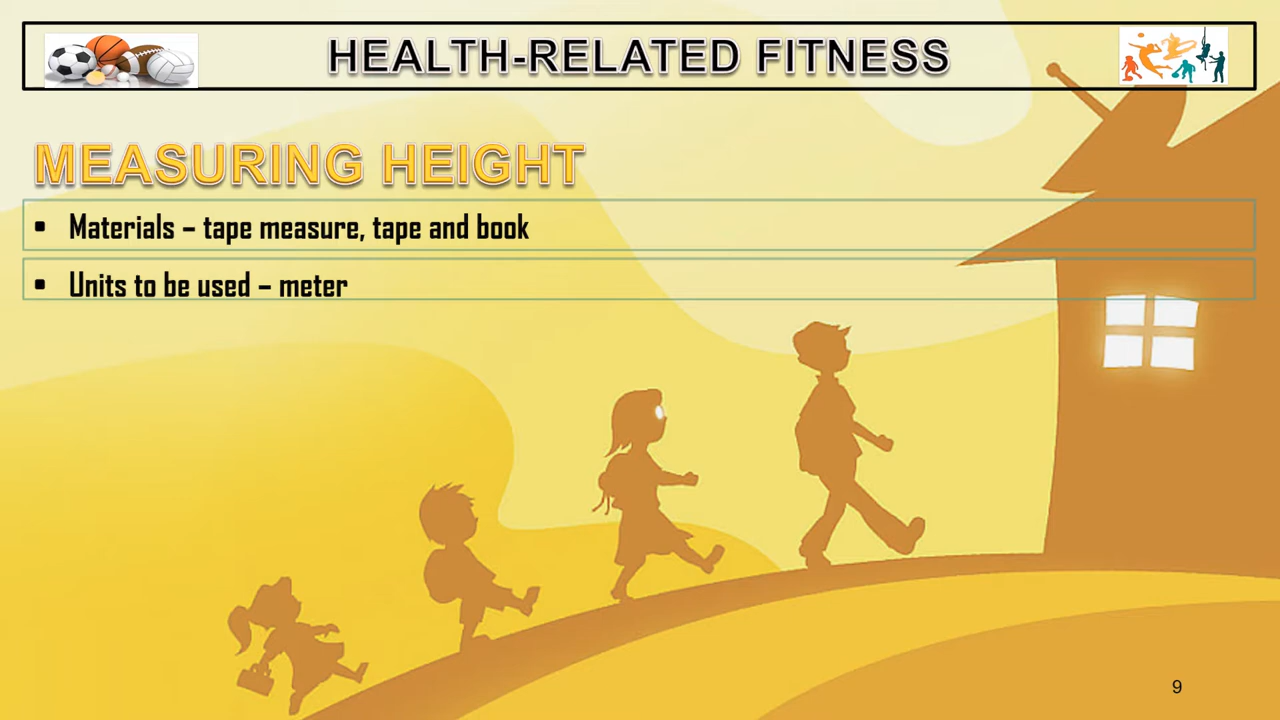 HEALTH-RELATED FITNESS
MEASURING HEIGHT
• Materials – tape measure, tape and book
• Units to be used – meter
9